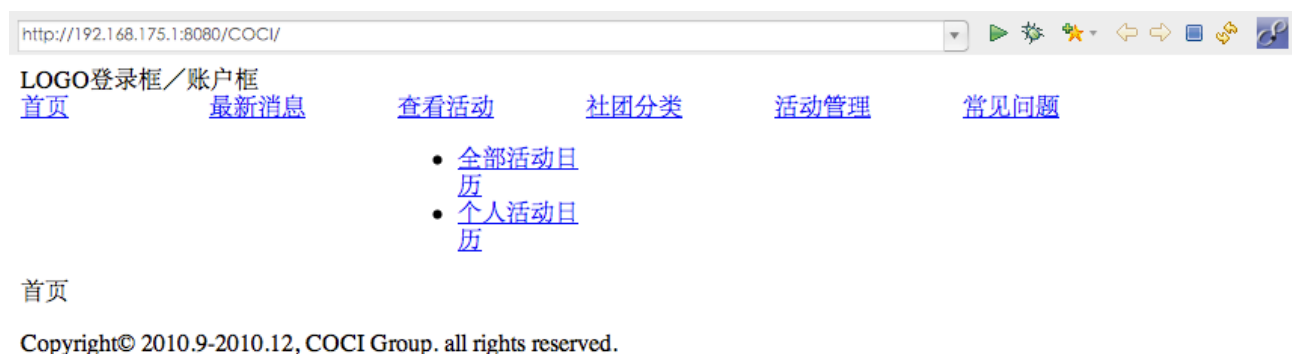 http://192.168.175.1:8080/COCI/
LOGO登录框／账户框
首页 最新消息 查看活动 社团分类 活动管理 常见问题
全部活动日
历
个人活动日
历
首页
Copyright© 2010.9-2010.12, COCI Group. all rights reserved.